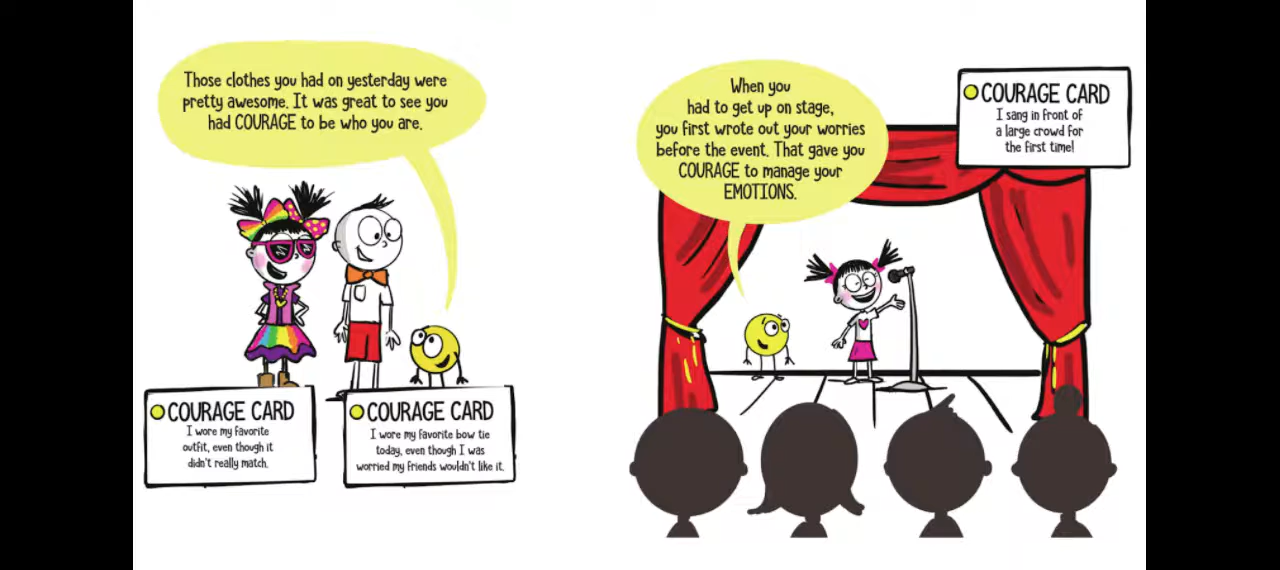 Those clothes you had on yesterday were
pretty awesome. It was great to see you
had COURAGE to be who you are.
COURAGE CARD
I wore my favorite
outfit, even though it
didn't really match.
COURAGE CARD
I wore my favorite bow tie
today, even though I was
worried my friends wouldn't like it.
When you
had to get up on stage,
you first wrote out your worries
before the event. That gave you
COURAGE to manage your
EMOTIONS.
COURAGE CARD
I sang in front of
a large crowd for
the first time!